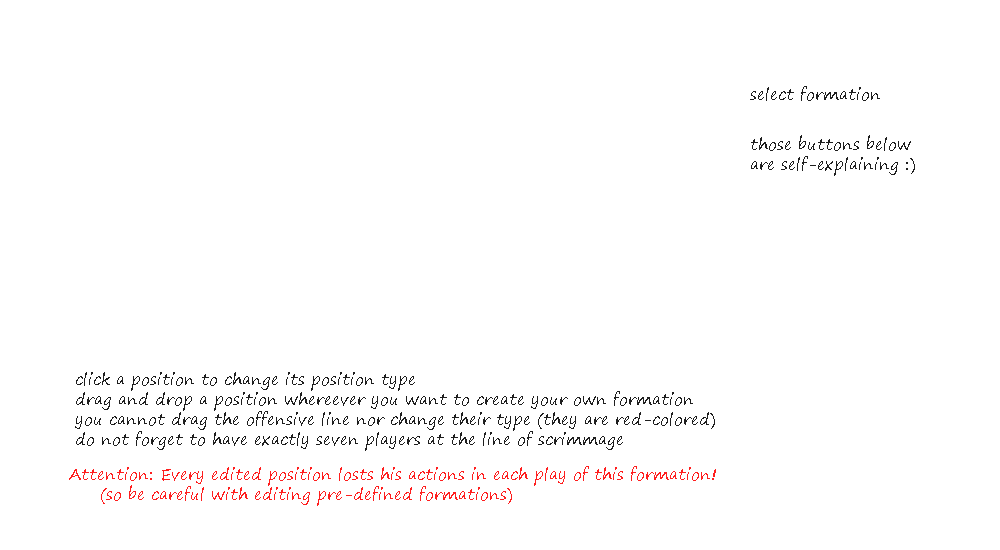 select formation
those buttons below
are self-explaining :)
click a position to change its position type
drag and drop a position whereever you want to create your own formation
you cannot drag the offensive line nor change their type (they are red-colored)
do not forget to have exactly seven players at the line of scrimmage
Attention: Every edited position losts his actions in each play of this formation!
(so be careful with editing pre-defined formations)